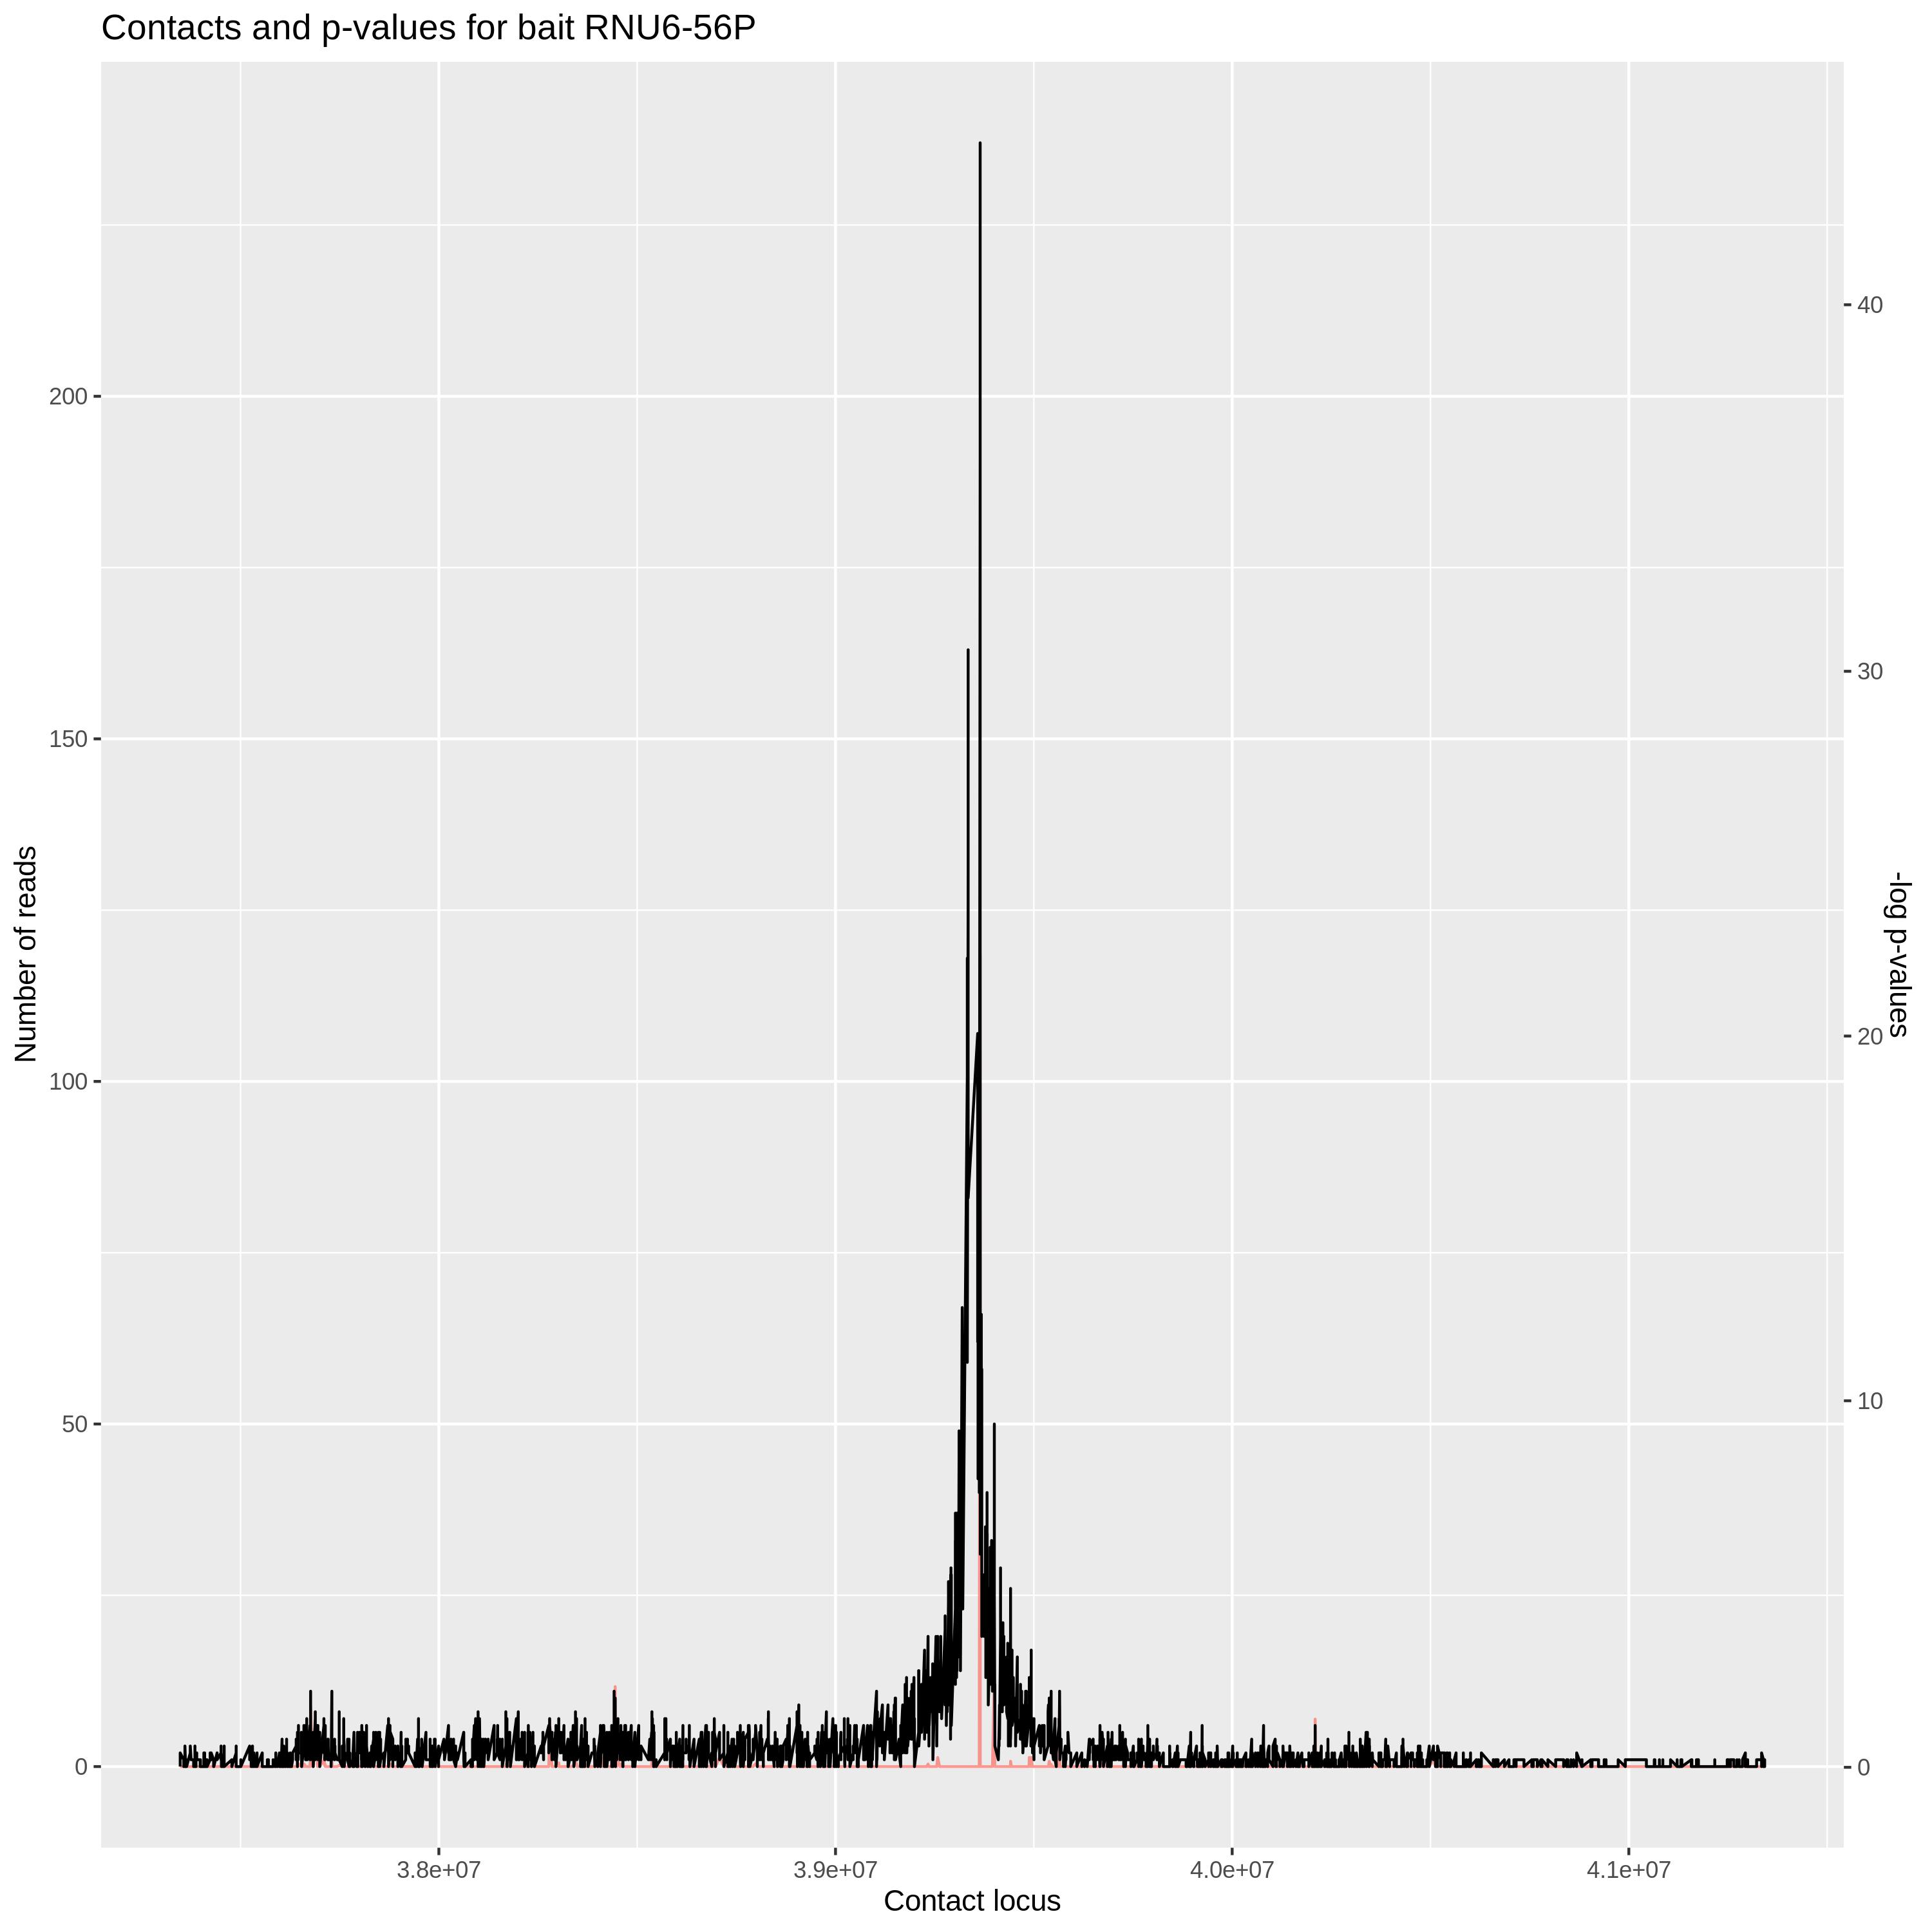 Contacts and p-values for bait RNU6-56P
200
150
100
50
0
40
30
20
10
0
Number of reads
-log p-values
3.8e+07 3.9e+07 4.0e+07 4.1e+07
Contact locus